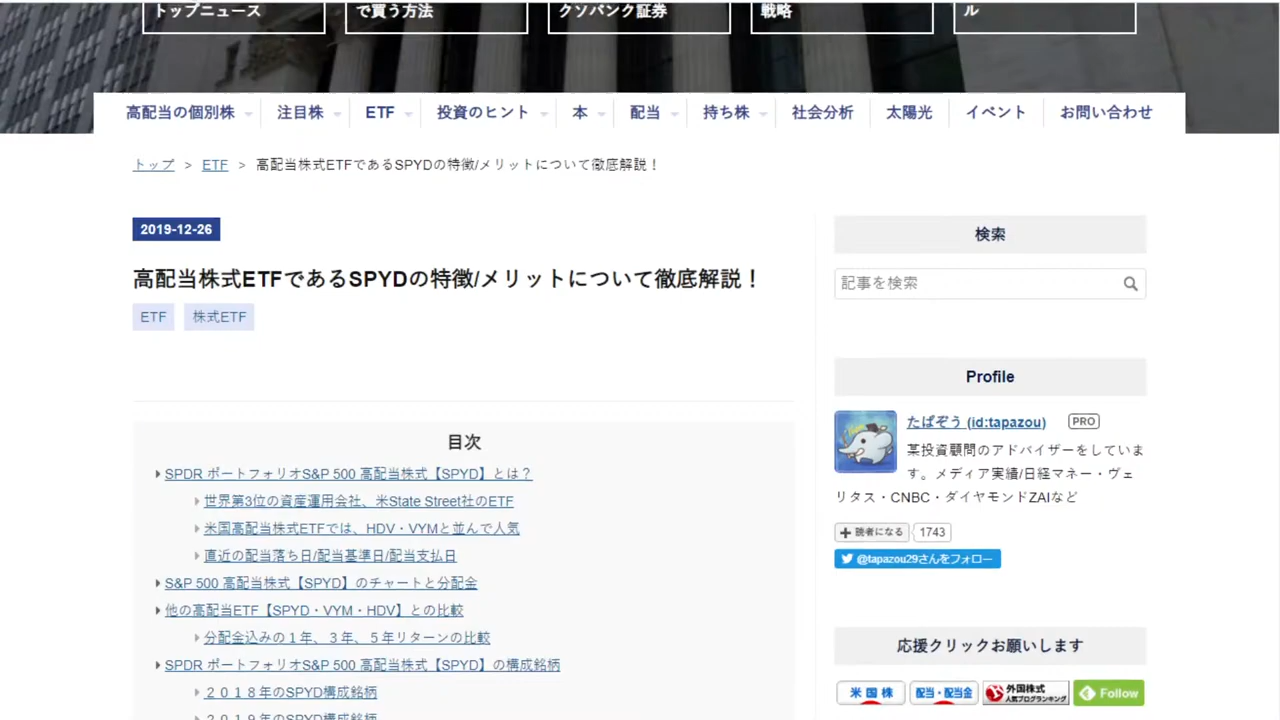 トップニュース
で買う方法
クソバンク証券
戦略
ル
高配当の個別株 注目株 ETF 投資のヒント 本 配当 持ち株 社会分析 太陽光 イベント お問い合わせ
トップ > ETF > 高配当株式ETFであるSPYDの特徴/メリットについて徹底解説！
2019-12-26
高配当株式ETFであるSPYDの特徴/メリットについて徹底解説！
ETF 株式ETF
目次
SPDR ポートフォリオS&P 500 高配当株式【SPYD】とは？
世界第3位の資産運用会社、米State Street社のETF
米国高配当株式ETFでは、HDV・VYMと並んで人気
直近の配当落ち日/配当基準日/配当支払日
S&P 500 高配当株式【SPYD】のチャートと分配金
他の高配当ETF【SPYD・VYM・HDV】との比較
分配金込みの１年、３年、５年リターンの比較
SPDR ポートフォリオS&P 500 高配当株式【SPYD】の構成銘柄
２０１８年のSPYD構成銘柄
２０１９年のSPYD構成銘柄
検索
記事を検索
Profile
たぱぞう (id:tapazou) PRO
某投資顧問のアドバイザーをしていま
す。メディア実績/日経マネー・ヴェ
リタス・CNBC・ダイヤモンドZAIなど
読者になる 1743
@tapazou29さんをフォロー
応援クリックお願いします
米国株 配当・配当金 外国株式 Follow
人気ブログランキング